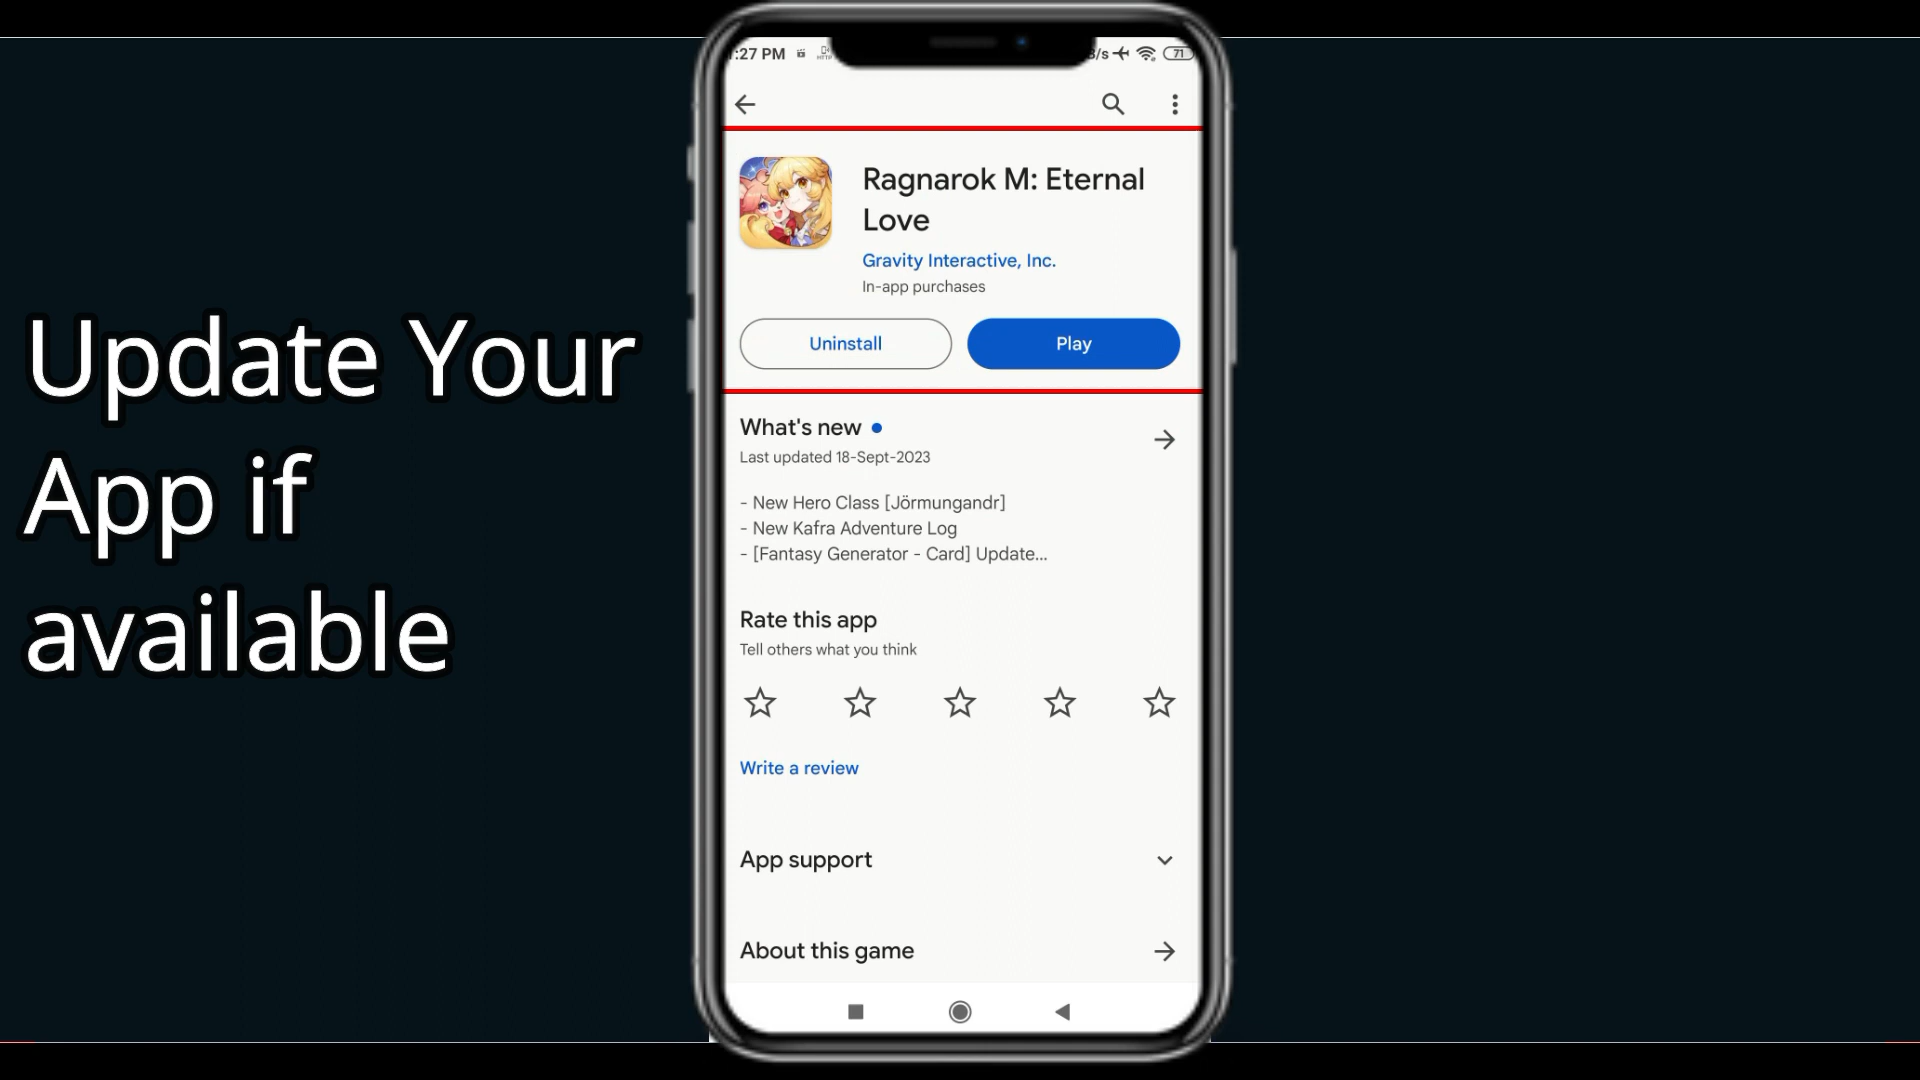 Update Your
App if
available
:27 PM
/s
71
Ragnarok M: Eternal
Love
Gravity Interactive, Inc.
In-app purchases
Uninstall
Play
What's new
Last updated 18-Sept-2023
- New Hero Class [Jörmungandr]
- New Kafra Adventure Log
- [Fantasy Generator - Card] Update...
Rate this app
Tell others what you think
Write a review
App support
About this game